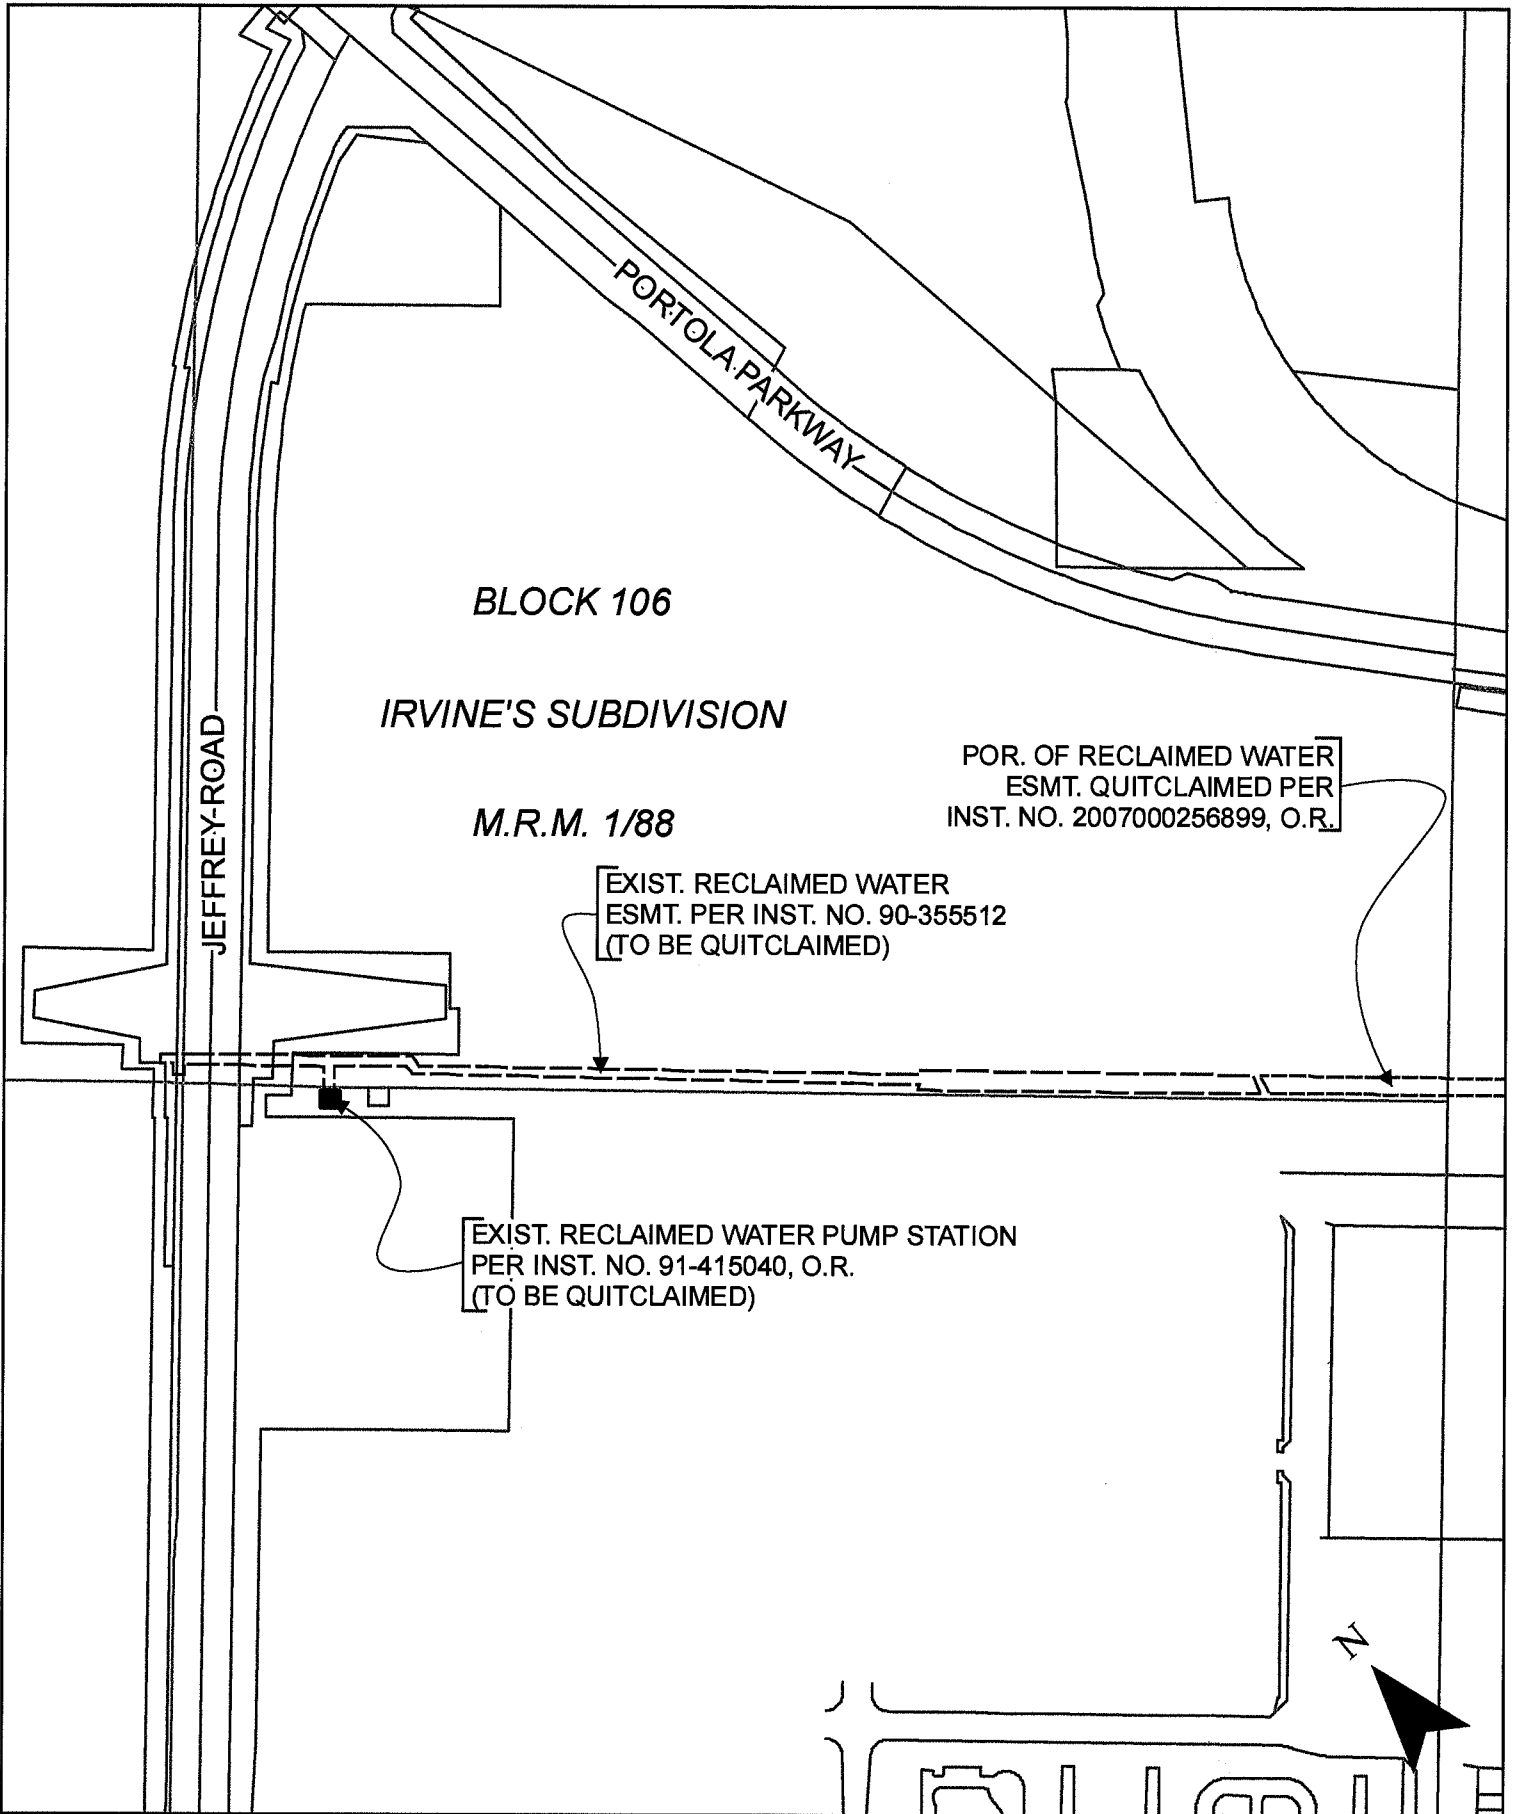 PORTOLA PARKWAY
BLOCK 106
IRVINE'S SUBDIVISION
M.R.M. 1/88
JEFFREY ROAD
POR. OF RECLAIMED WATER
ESMT. QUITCLAIMED PER
INST. NO. 2007000256899, O.R.
EXIST. RECLAIMED WATER
ESMT. PER INST. NO. 90-355512
(TO BE QUITCLAIMED)
EXIST. RECLAIMED WATER PUMP STATION
PER INST. NO. 91-415040, O.R.
(TO BE QUITCLAIMED)
N